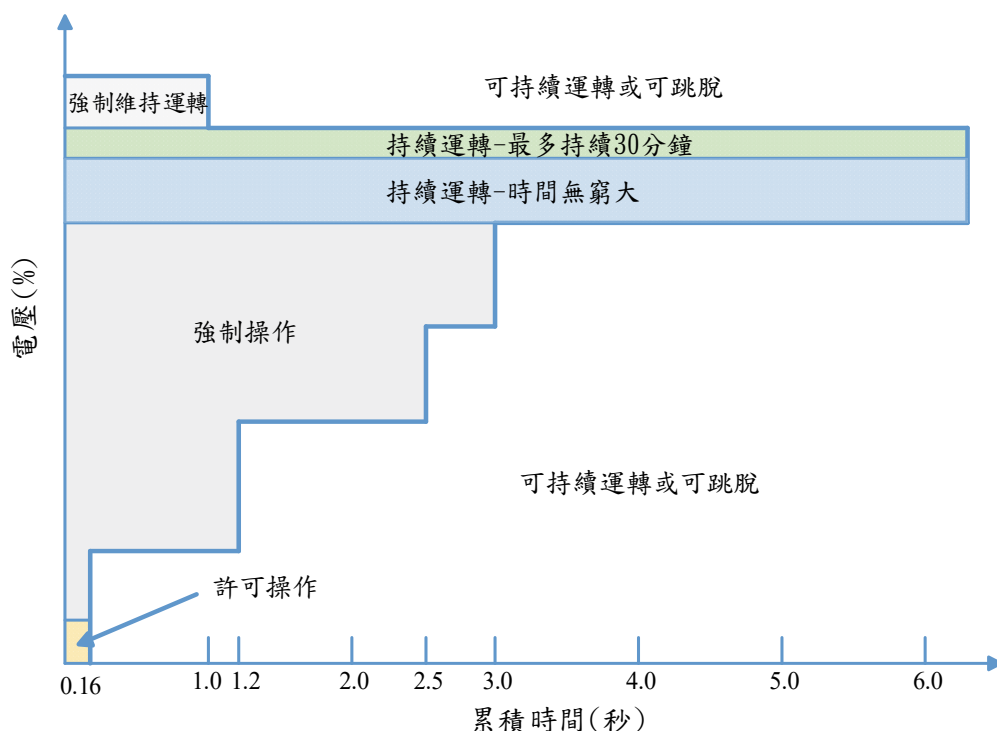 可持續運轉或可跳脫
強制維持運轉
持續運轉-最多持續30分鐘
持續運轉-時間無窮大
電壓(%)
強制操作
可持續運轉或可跳脫
許可操作
0.16 1.0 1.2 2.0 2.5 3.0 4.0 5.0 6.0
累積時間(秒)